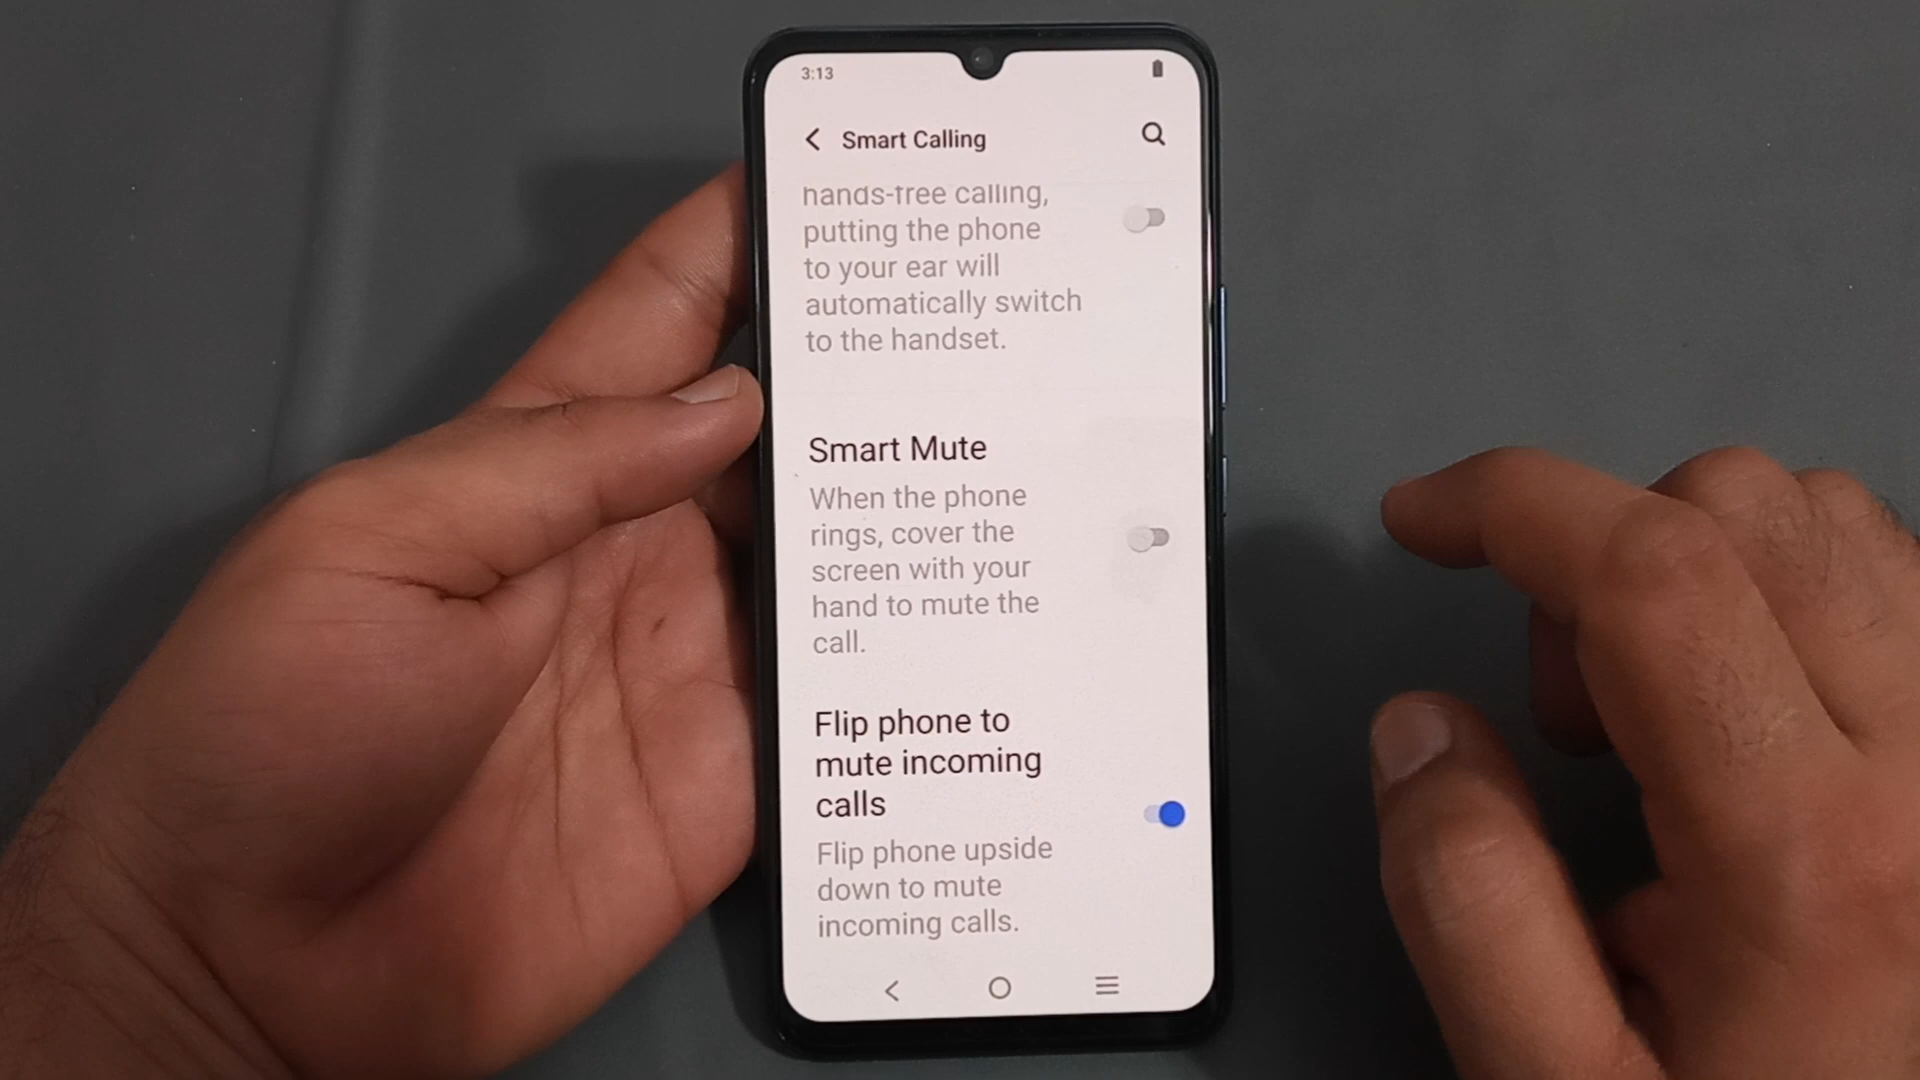 3:13
Smart Calling
hands-free calling,
putting the phone
to your ear will
automatically switch
to the handset.
Smart Mute
When the phone
rings, cover the
screen with your
hand to mute the
call.
Flip phone to
mute incoming
calls
Flip phone upside
down to mute
incoming calls.